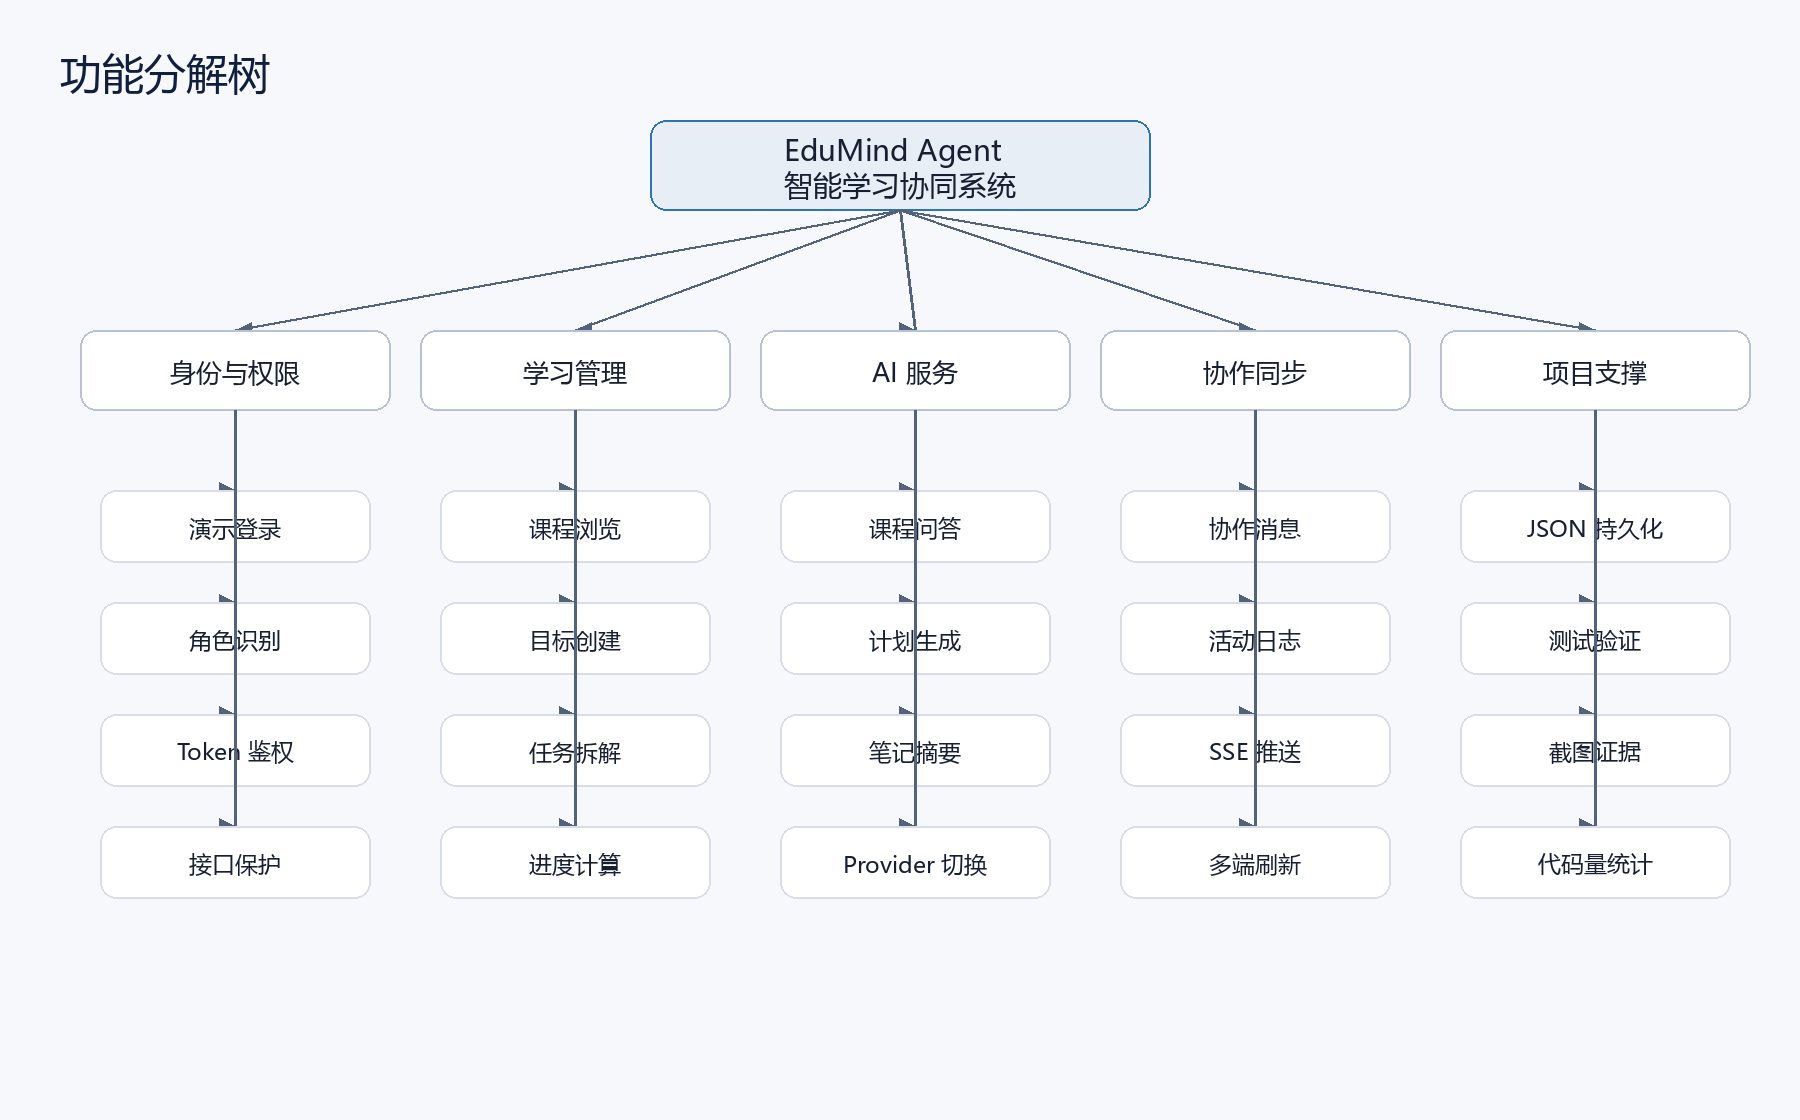 功能分解树
EduMind Agent
智能学习协同系统
身份与权限
学习管理
AI 服务
协作同步
项目支撑
演示登录
课程浏览
课程问答
协作消息
JSON 持久化
角色识别
目标创建
计划生成
活动日志
测试验证
Token 鉴权
任务拆解
笔记摘要
SSE 推送
截图证据
接口保护
进度计算
Provider 切换
多端刷新
代码量统计